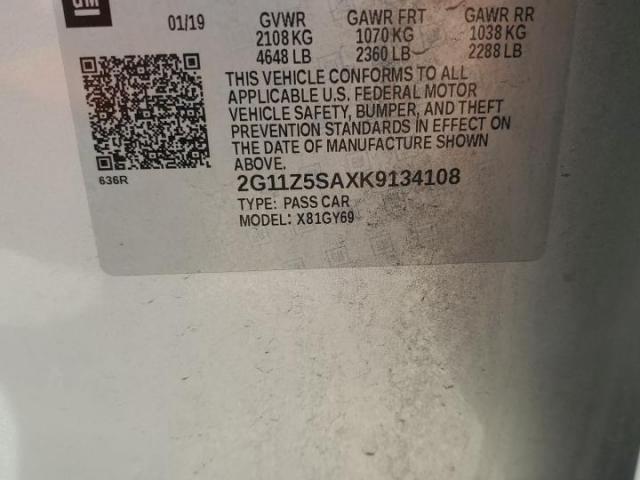 GM
01/19 GVWR GAWR FRT GAWR RR
2108 KG 1070 KG 1038 KG
4648 LB 2360 LB 2288 LB
THIS VEHICLE CONFORMS TO ALL
APPLICABLE U.S. FEDERAL MOTOR
VEHICLE SAFETY, BUMPER, AND THEFT
PREVENTION STANDARDS IN EFFECT ON
THE DATE OF MANUFACTURE SHOWN
ABOVE.
636R
2G11Z5SAXK9134108
TYPE: PASS CAR
MODEL: X81GY69